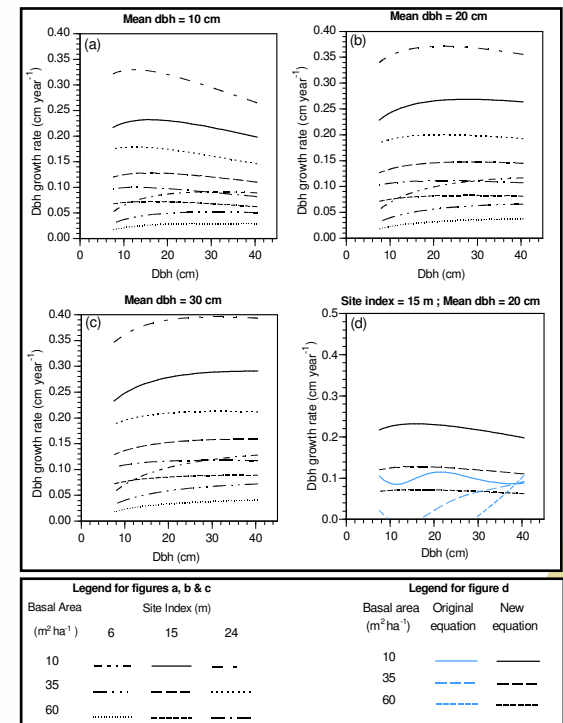 Mean dbh = 10 cm
(a)
0.40
0.35
0.30
0.25
0.20
0.15
0.10
0.05
0.00
Dbh growth rate (cm year-1)
0 10 20 30 40
Dbh (cm)
Mean dbh = 20 cm
(b)
0.40
0.35
0.30
0.25
0.20
0.15
0.10
0.05
0.00
Dbh growth rate (cm year-1)
0 10 20 30 40
Dbh (cm)
Mean dbh = 30 cm
(c)
0.40
0.35
0.30
0.25
0.20
0.15
0.10
0.05
0.00
Dbh growth rate (cm year-1)
0 10 20 30 40
Dbh (cm)
Site index = 15 m ; Mean dbh = 20 cm
(d)
0.5
0.4
0.3
0.2
0.1
0.0
Dbh growth rate (cm year-1)
0 10 20 30 40
Dbh (cm)
Legend for figures a, b & c
Basal Area Site Index (m)
(m2 ha-1 ) 6 15 24
10
35
60
Legend for figure d
Basal area Original New
(m2 ha-1) equation equation
10
35
60